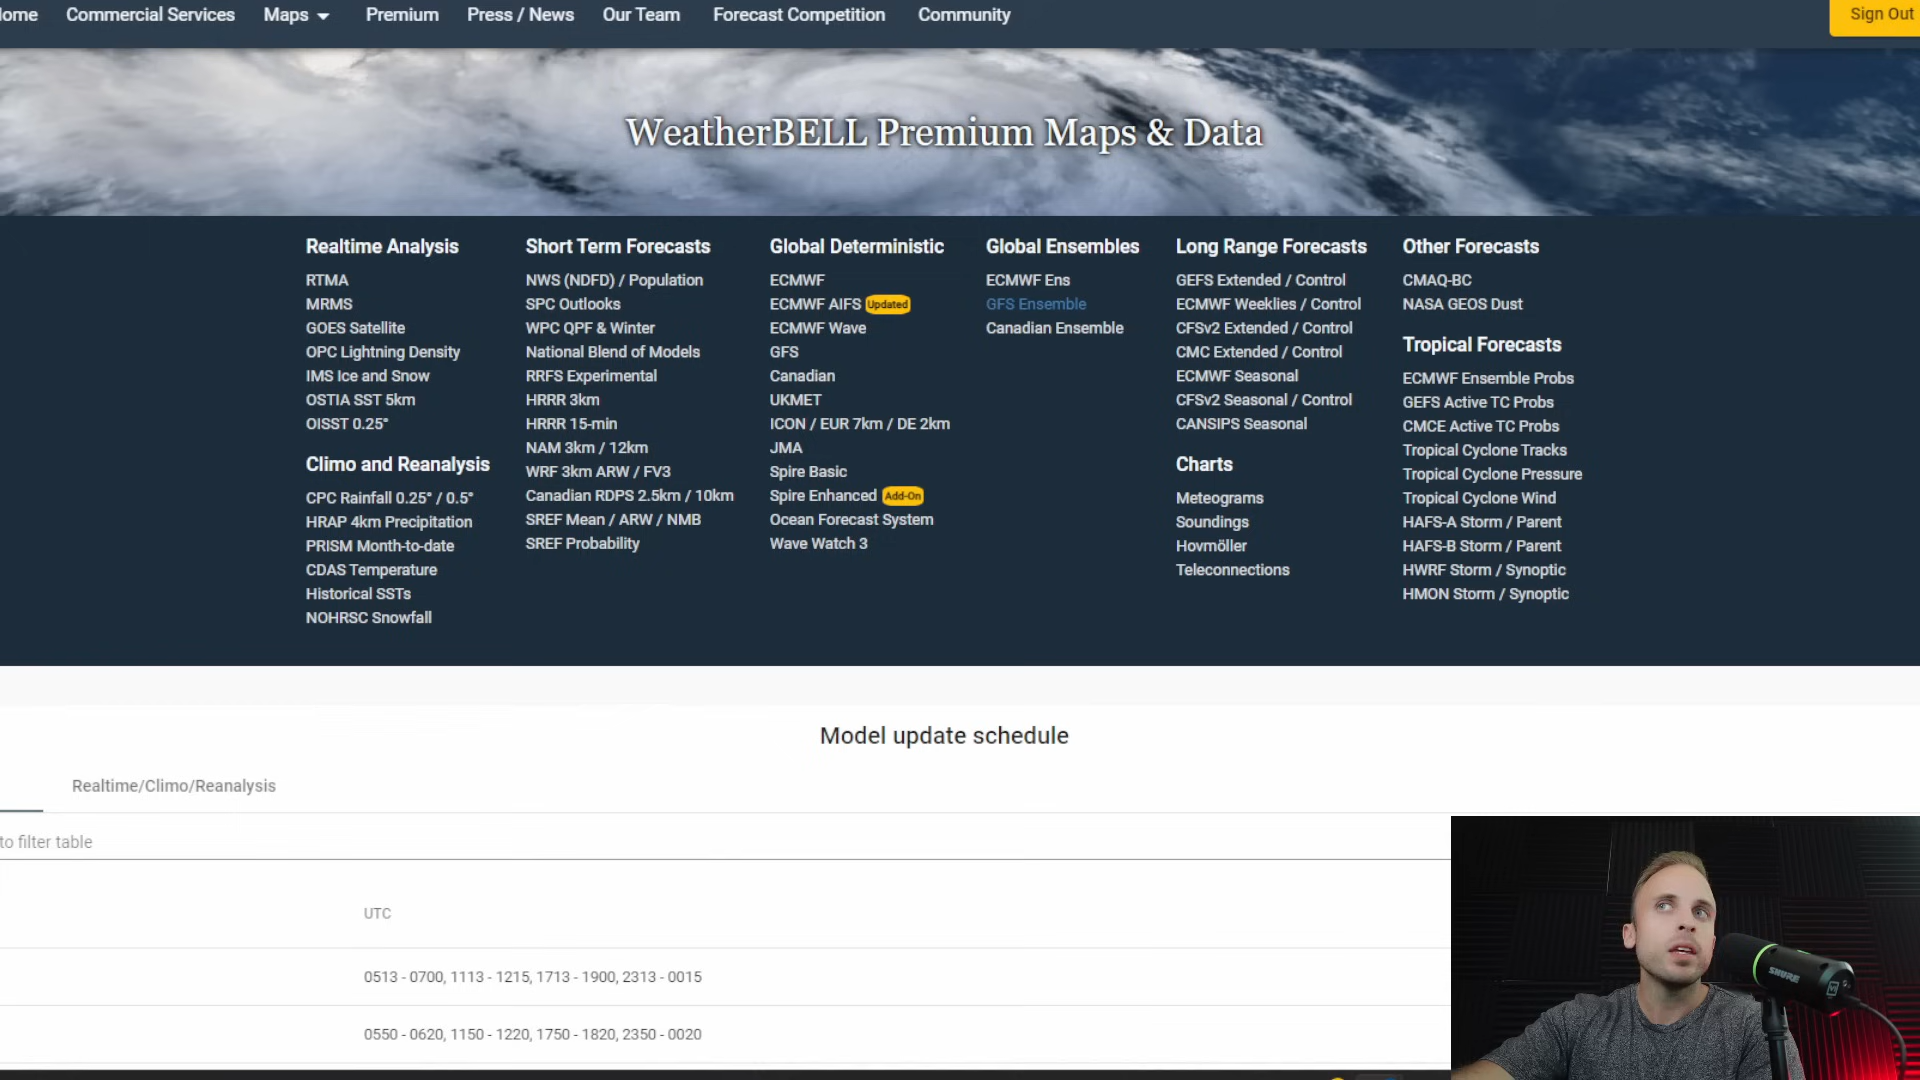 ome Commercial Services Maps Premium Press / News Our Team Forecast Competition Community Sign Out
WeatherBELL Premium Maps & Data
Realtime Analysis
RTMA
MRMS
GOES Satellite
OPC Lightning Density
IMS Ice and Snow
OSTIA SST 5km
OISST 0.25°
Climo and Reanalysis
CPC Rainfall 0.25° / 0.5°
HRAP 4km Precipitation
PRISM Month-to-date
CDAS Temperature
Historical SSTs
NOHRSC Snowfall
Short Term Forecasts
NWS (NDFD) / Population
SPC Outlooks
WPC QPF & Winter
National Blend of Models
RRFS Experimental
HRRR 3km
HRRR 15-min
NAM 3km / 12km
WRF 3km ARW / FV3
Canadian RDPS 2.5km / 10km
SREF Mean / ARW / NMB
SREF Probability
Global Deterministic
ECMWF
ECMWF AIFS Updated
ECMWF Wave
GFS
Canadian
UKMET
ICON / EUR 7km / DE 2km
JMA
Spire Basic
Spire Enhanced Add-On
Ocean Forecast System
Wave Watch 3
Global Ensembles
ECMWF Ens
GFS Ensemble
Canadian Ensemble
Long Range Forecasts
GEFS Extended / Control
ECMWF Weeklies / Control
CFSv2 Extended / Control
CMC Extended / Control
ECMWF Seasonal
CFSv2 Seasonal / Control
CANSIPS Seasonal
Charts
Meteograms
Soundings
Hovmöller
Teleconnections
Other Forecasts
CMAQ-BC
NASA GEOS Dust
Tropical Forecasts
ECMWF Ensemble Probs
GEFS Active TC Probs
CMCE Active TC Probs
Tropical Cyclone Tracks
Tropical Cyclone Pressure
Tropical Cyclone Wind
HAFS-A Storm / Parent
HAFS-B Storm / Parent
HWRF Storm / Synoptic
HMON Storm / Synoptic
Model update schedule
Realtime/Climo/Reanalysis
to filter table
UTC
0513 - 0700, 1113 - 1215, 1713 - 1900, 2313 - 0015
0550 - 0620, 1150 - 1220, 1750 - 1820, 2350 - 0020
SHURE